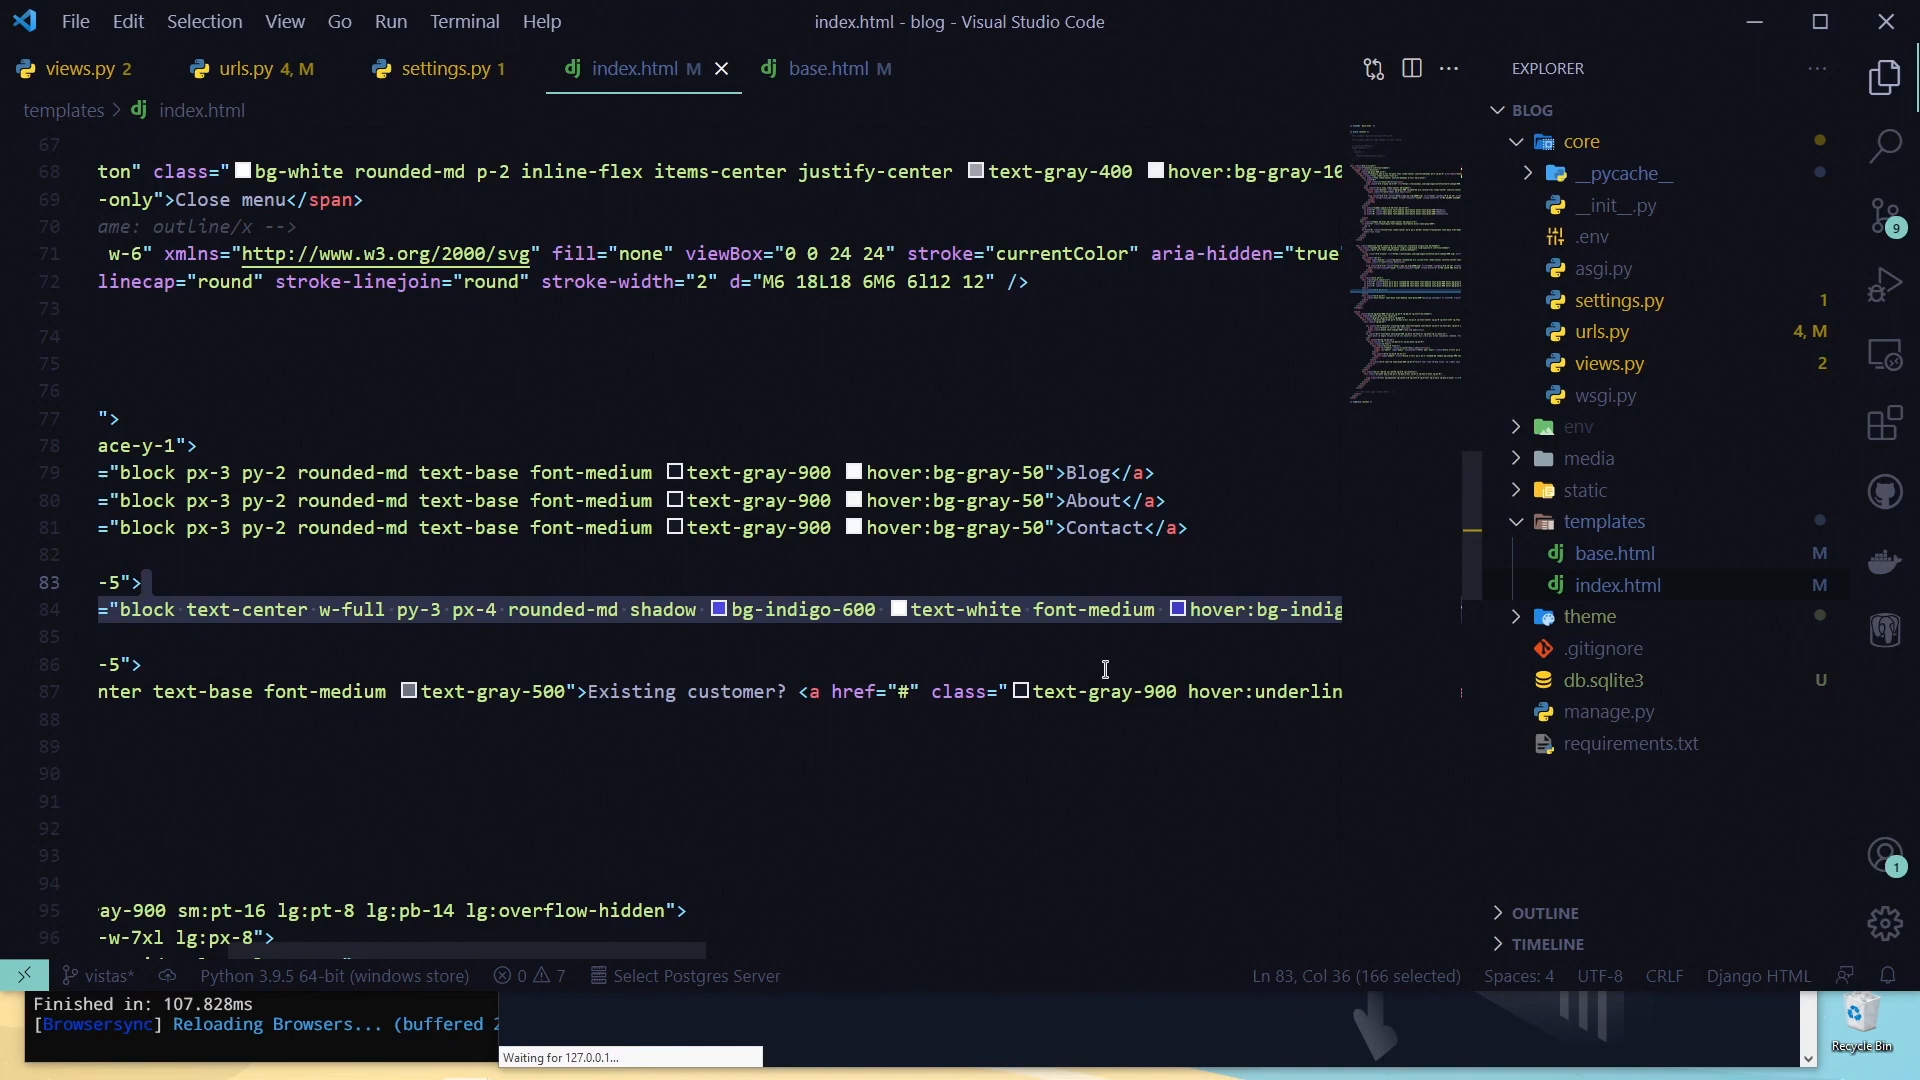 File Edit Selection View Go Run Terminal Help
index.html - blog - Visual Studio Code
views.py 2
urls.py 4, M
settings.py 1
index.html M
base.html M
templates > index.html
67
68 ton" class="bg-white rounded-md p-2 inline-flex items-center justify-center text-gray-400 hover:bg-gray-10
69 -only">Close menu</span>
70 ame: outline/x -->
71 w-6" xmlns="http://www.w3.org/2000/svg" fill="none" viewBox="0 0 24 24" stroke="currentColor" aria-hidden="true"
72 linecap="round" stroke-linejoin="round" stroke-width="2" d="M6 18L18 6M6 6l12 12" />
73
74
75
76
77 ">
78 ace-y-1">
79 ="block px-3 py-2 rounded-md text-base font-medium text-gray-900 hover:bg-gray-50">Blog</a>
80 ="block px-3 py-2 rounded-md text-base font-medium text-gray-900 hover:bg-gray-50">About</a>
81 ="block px-3 py-2 rounded-md text-base font-medium text-gray-900 hover:bg-gray-50">Contact</a>
82
83 -5">
84 ="block text-center w-full py-3 px-4 rounded-md shadow bg-indigo-600 text-white font-medium hover:bg-indig
85
86 -5">
87 nter text-base font-medium text-gray-500">Existing customer? <a href="#" class="text-gray-900 hover:underlin
88
89
90
91
92
93
94
95 ay-900 sm:pt-16 lg:pt-8 lg:pb-14 lg:overflow-hidden">
96 -w-7xl lg:px-8">
EXPLORER
BLOG
core
__pycache__
__init__.py
.env
asgi.py
settings.py 1
urls.py 4, M
views.py 2
wsgi.py
env
media
static
templates
base.html M
index.html M
theme
.gitignore
db.sqlite3 U
manage.py
requirements.txt
OUTLINE
TIMELINE
9
1
vistas* Python 3.9.5 64-bit (windows store) 0 7 Select Postgres Server
Ln 83, Col 36 (166 selected) Spaces: 4 UTF-8 CRLF Django HTML
Finished in: 107.828ms
[Browsersync] Reloading Browsers... (buffered 2
Waiting for 127.0.0.1...
Recycle Bin